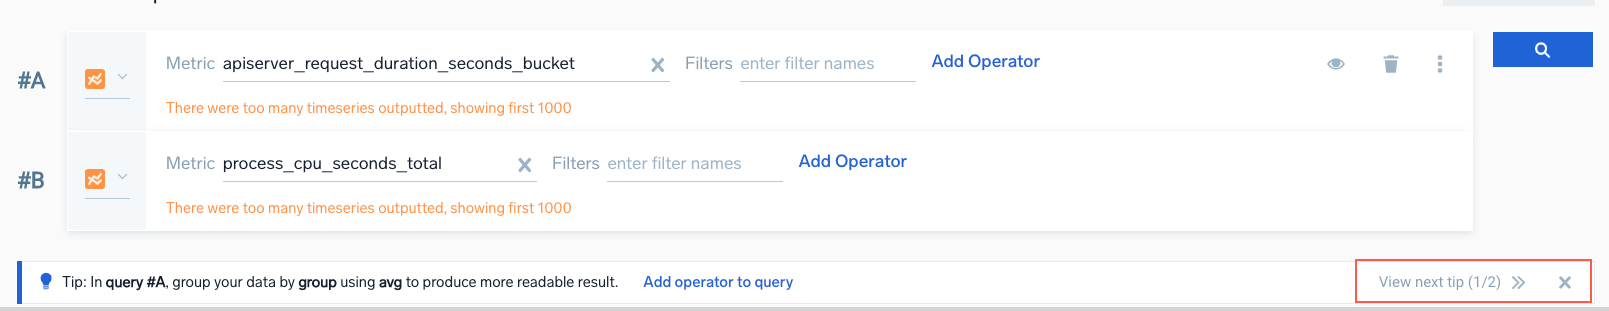 #A Metric apiserver_request_duration_seconds_bucket Filters enter filter names Add Operator
There were too many timeseries outputted, showing first 1000
#B Metric process_cpu_seconds_total Filters enter filter names Add Operator
There were too many timeseries outputted, showing first 1000
Tip: In query #A, group your data by group using avg to produce more readable result. Add operator to query View next tip (1/2)